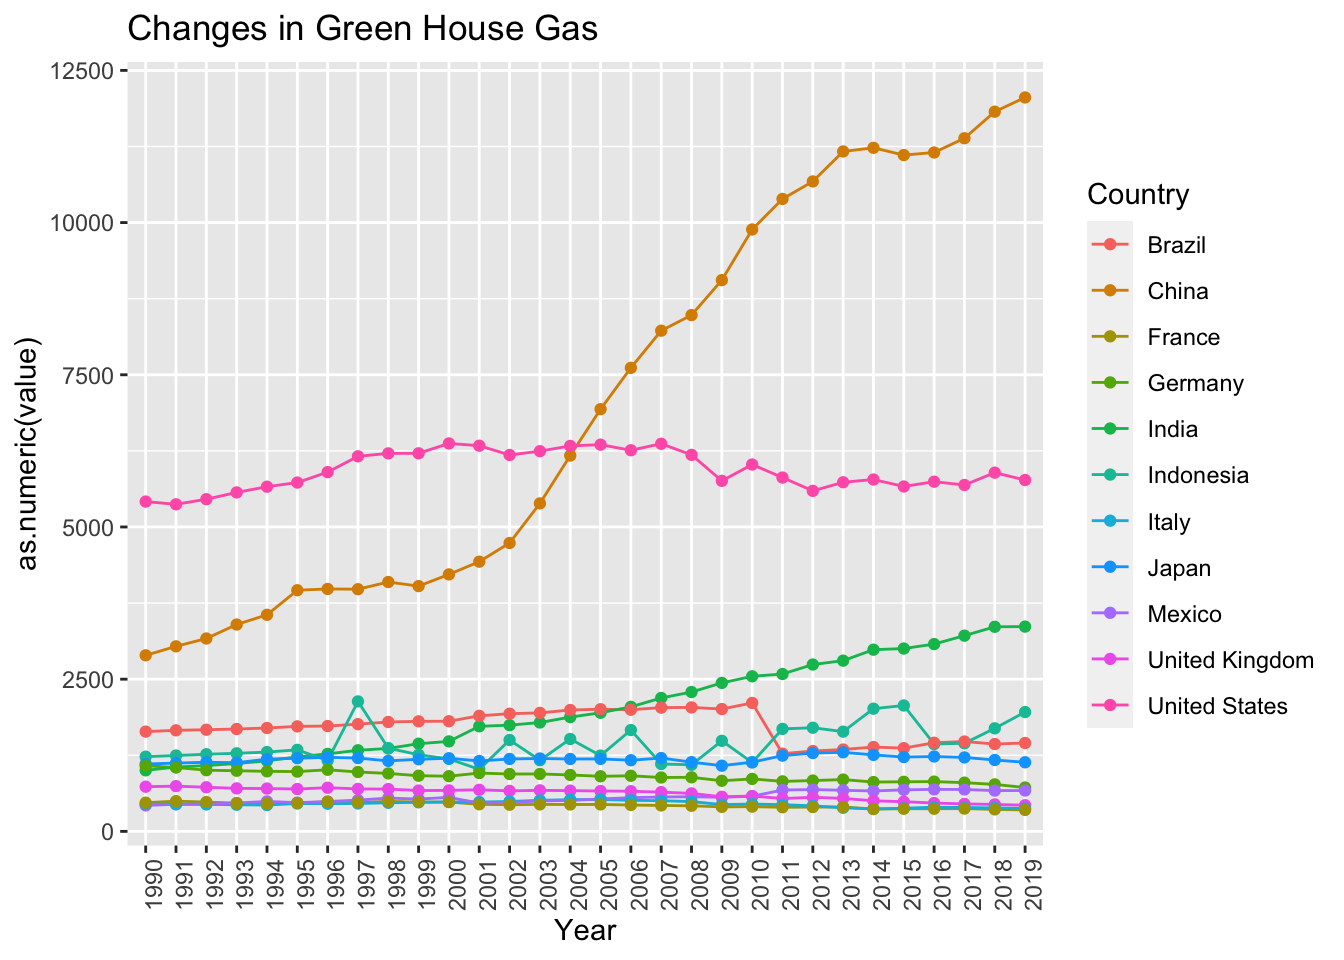 Changes in Green House Gas
as.numeric(value)
12500
10000
7500
5000
2500
0
1990
1991
1992
1993
1994
1995
1996
1997
1998
1999
2000
2001
2002
2003
2004
2005
2006
2007
2008
2009
2010
2011
2012
2013
2014
2015
2016
2017
2018
2019
Year
Country
Brazil
China
France
Germany
India
Indonesia
Italy
Japan
Mexico
United Kingdom
United States